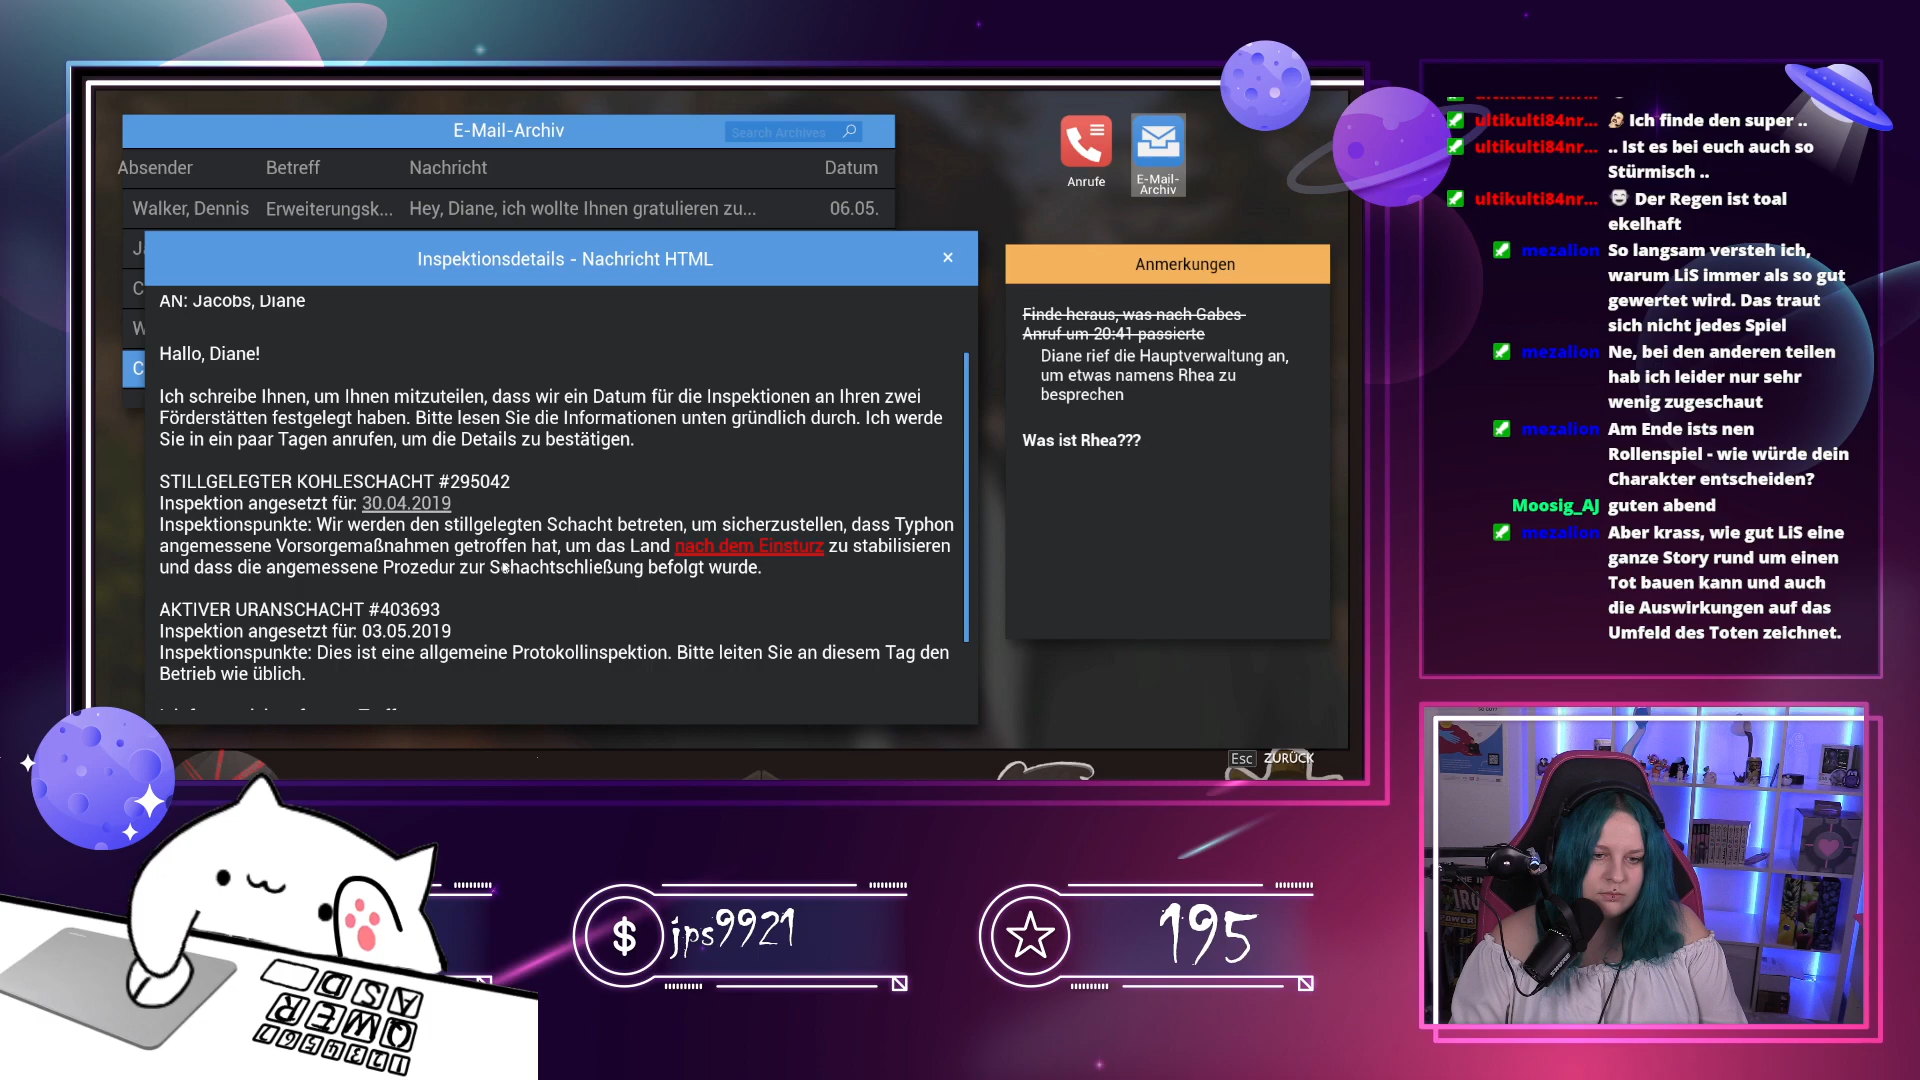 E-Mail-Archiv
Search Archives
Absender Betreff Nachricht Datum
Walker, Dennis Erweiterungsk... Hey, Diane, ich wollte Ihnen gratulieren zu... 06.05.
Inspektionsdetails - Nachricht HTML ×
AN: Jacobs, Diane
Hallo, Diane!
Ich schreibe Ihnen, um Ihnen mitzuteilen, dass wir ein Datum für die Inspektionen an Ihren zwei
Förderstätten festgelegt haben. Bitte lesen Sie die Informationen unten gründlich durch. Ich werde
Sie in ein paar Tagen anrufen, um die Details zu bestätigen.
STILLGELEGTER KOHLESCHACHT #295042
Inspektion angesetzt für: 30.04.2019
Inspektionspunkte: Wir werden den stillgelegten Schacht betreten, um sicherzustellen, dass Typhon
angemessene Vorsorgemaßnahmen getroffen hat, um das Land nach dem Einsturz zu stabilisieren
und dass die angemessene Prozedur zur Schachtschließung befolgt wurde.
AKTIVER URANSCHACHT #403693
Inspektion angesetzt für: 03.05.2019
Inspektionspunkte: Dies ist eine allgemeine Protokollinspektion. Bitte leiten Sie an diesem Tag den
Betrieb wie üblich.
Anrufe
E-Mail-
Archiv
Anmerkungen
Finde heraus, was nach Gabes
Anruf um 20:41 passierte
Diane rief die Hauptverwaltung an,
um etwas namens Rhea zu
besprechen
Was ist Rhea???
Esc ZURÜCK
ultikulti84nr... Ich finde den super ..
ultikulti84nr... .. Ist es bei euch auch so
Stürmisch ..
ultikulti84nr... Der Regen ist toal
ekelhaft
mezalion So langsam versteh ich,
warum LiS immer als so gut
gewertet wird. Das traut
sich nicht jedes Spiel
mezalion Ne, bei den anderen teilen
hab ich leider nur sehr
wenig zugeschaut
mezalion Am Ende ists nen
Rollenspiel - wie würde dein
Charakter entscheiden?
Moosig_AJ guten abend
mezalion Aber krass, wie gut LiS eine
ganze Story rund um einen
Tot bauen kann und auch
die Auswirkungen auf das
Umfeld des Toten zeichnet.
$ jps9921
195
A S D
Q W E R
1 2 3 4 5 6 7